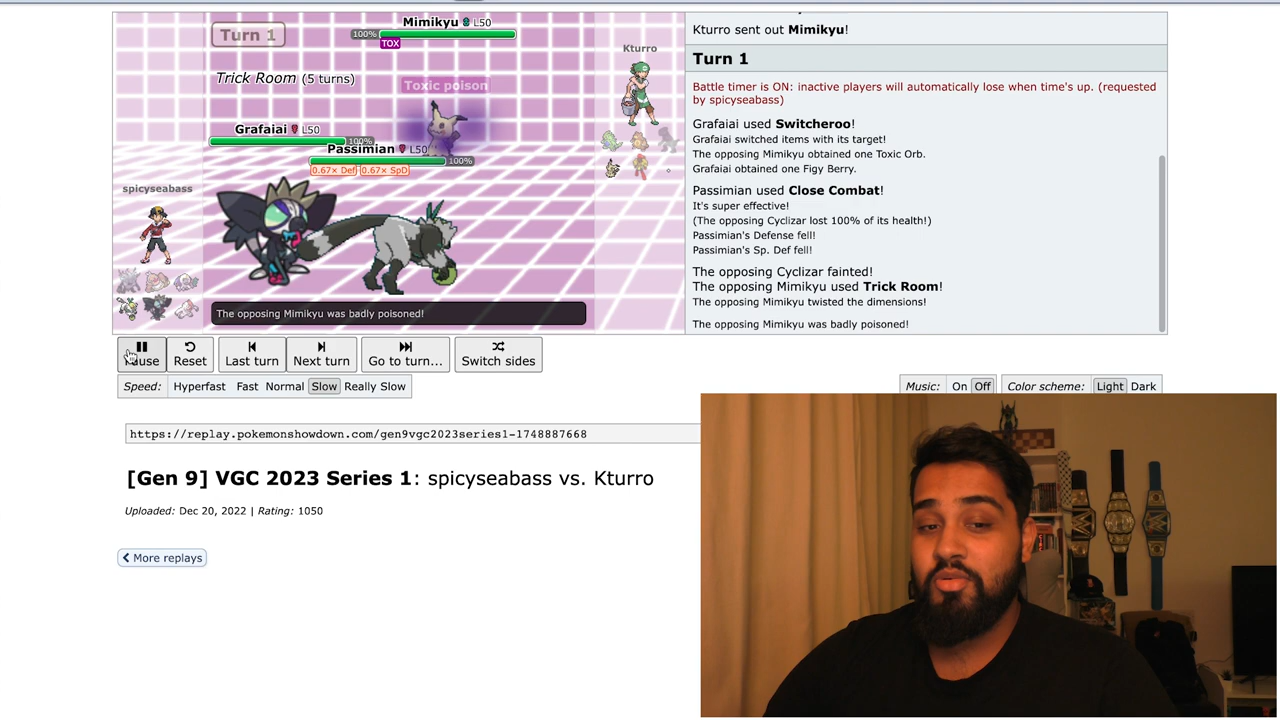 Turn 1
Mimikyu L50
100%
TOX
Trick Room (5 turns)
Toxic poison
Grafaiai L50
100%
Passimian L50
100%
0.67× Def 0.67× SpD
spicyseabass
Kturro
The opposing Mimikyu was badly poisoned!
Kturro sent out Mimikyu!
Turn 1
Battle timer is ON: inactive players will automatically lose when time's up. (requested
by spicyseabass)
Grafaiai used Switcheroo!
Grafaiai switched items with its target!
The opposing Mimikyu obtained one Toxic Orb.
Grafaiai obtained one Figy Berry.
Passimian used Close Combat!
It's super effective!
(The opposing Cyclizar lost 100% of its health!)
Passimian's Defense fell!
Passimian's Sp. Def fell!
The opposing Cyclizar fainted!
The opposing Mimikyu used Trick Room!
The opposing Mimikyu twisted the dimensions!
The opposing Mimikyu was badly poisoned!
Pause Reset Last turn Next turn Go to turn... Switch sides
Speed: Hyperfast Fast Normal Slow Really Slow
Music: On Off Color scheme: Light Dark
https://replay.pokemonshowdown.com/gen9vgc2023series1-1748887668
[Gen 9] VGC 2023 Series 1: spicyseabass vs. Kturro
Uploaded: Dec 20, 2022 | Rating: 1050
More replays